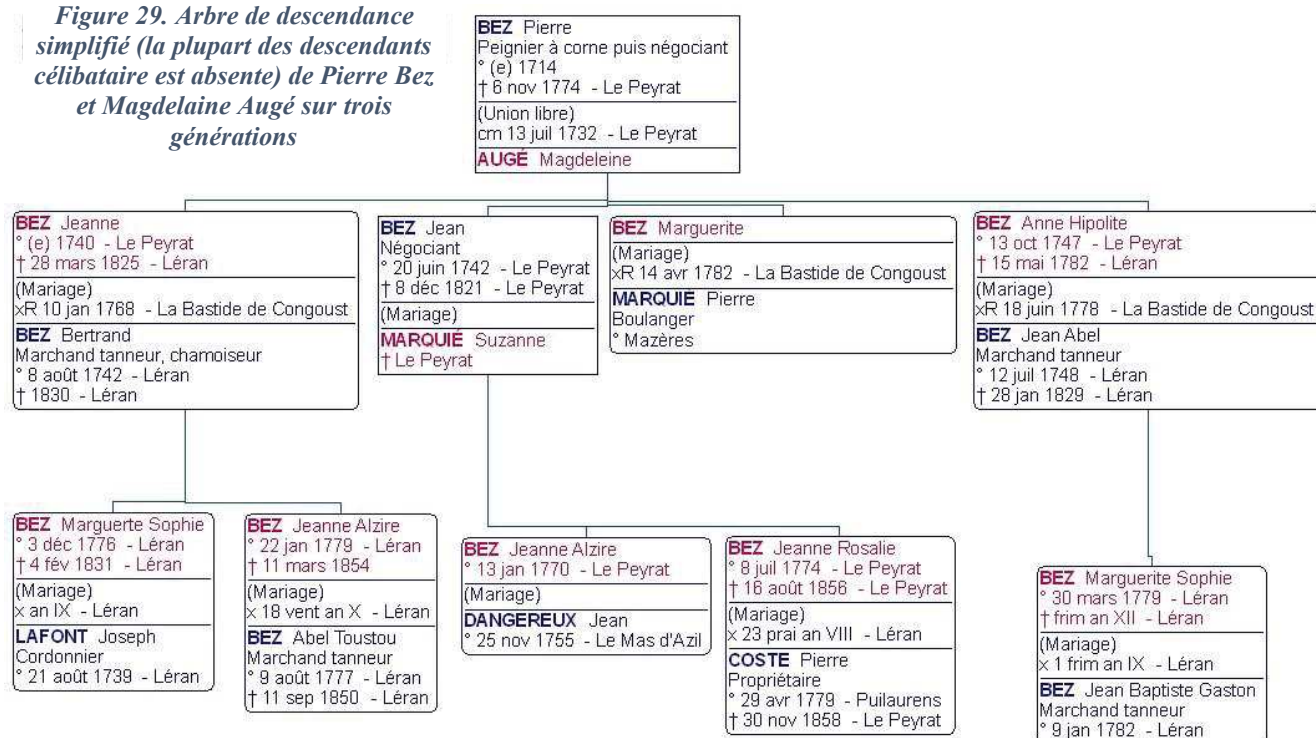 Figure 29. Arbre de descendance
simplifié (la plupart des descendants
célibataire est absente) de Pierre Bez
et Magdelaine Augé sur trois
générations
BEZ Pierre
Peignier à corne puis négociant
° (e) 1714
† 6 nov 1774 - Le Peyrat
(Union libre)
cm 13 juil 1732 - Le Peyrat
AUGÉ Magdeleine
BEZ Jeanne
° (e) 1740 - Le Peyrat
† 28 mars 1825 - Léran
(Mariage)
xR 10 jan 1768 - La Bastide de Congoust
BEZ Bertrand
Marchand tanneur, chamoiseur
° 8 août 1742 - Léran
† 1830 - Léran
BEZ Jean
Négociant
° 20 juin 1742 - Le Peyrat
† 8 déc 1821 - Le Peyrat
(Mariage)
MARQUIÉ Suzanne
† Le Peyrat
BEZ Marguerite
(Mariage)
xR 14 avr 1782 - La Bastide de Congoust
MARQUIÉ Pierre
Boulanger
° Mazères
BEZ Anne Hipolite
° 13 oct 1747 - Le Peyrat
† 15 mai 1782 - Léran
(Mariage)
xR 18 juin 1778 - La Bastide de Congoust
BEZ Jean Abel
Marchand tanneur
° 12 juil 1748 - Léran
† 28 jan 1829 - Léran
BEZ Marguerte Sophie
° 3 déc 1776 - Léran
† 4 fév 1831 - Léran
(Mariage)
x an IX - Léran
LAFONT Joseph
Cordonnier
° 21 août 1739 - Léran
BEZ Jeanne Alzire
° 22 jan 1779 - Léran
† 11 mars 1854
(Mariage)
x 18 vent an X - Léran
BEZ Abel Toustou
Marchand tanneur
° 9 août 1777 - Léran
† 11 sep 1850 - Léran
BEZ Jeanne Alzire
° 13 jan 1770 - Le Peyrat
(Mariage)
DANGEREUX Jean
° 25 nov 1755 - Le Mas d'Azil
BEZ Jeanne Rosalie
° 8 juil 1774 - Le Peyrat
† 16 août 1856 - Le Peyrat
(Mariage)
x 23 prai an VIII - Léran
COSTE Pierre
Propriétaire
° 29 avr 1779 - Puilaurens
† 30 nov 1858 - Le Peyrat
BEZ Marguerite Sophie
° 30 mars 1779 - Léran
† frim an XII - Léran
(Mariage)
x 1 frim an IX - Léran
BEZ Jean Baptiste Gaston
Marchand tanneur
° 9 jan 1782 - Léran